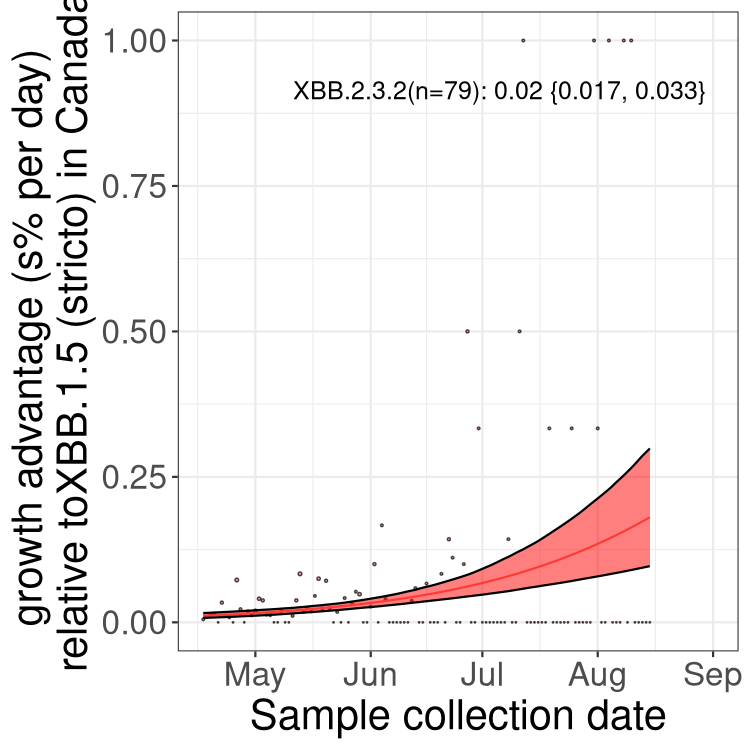 growth advantage (s% per day)
relative toXBB.1.5 (stricto) in Canada
1.00
0.75
0.50
0.25
0.00
XBB.2.3.2(n=79): 0.02 {0.017, 0.033}
May Jun Jul Aug Sep
Sample collection date